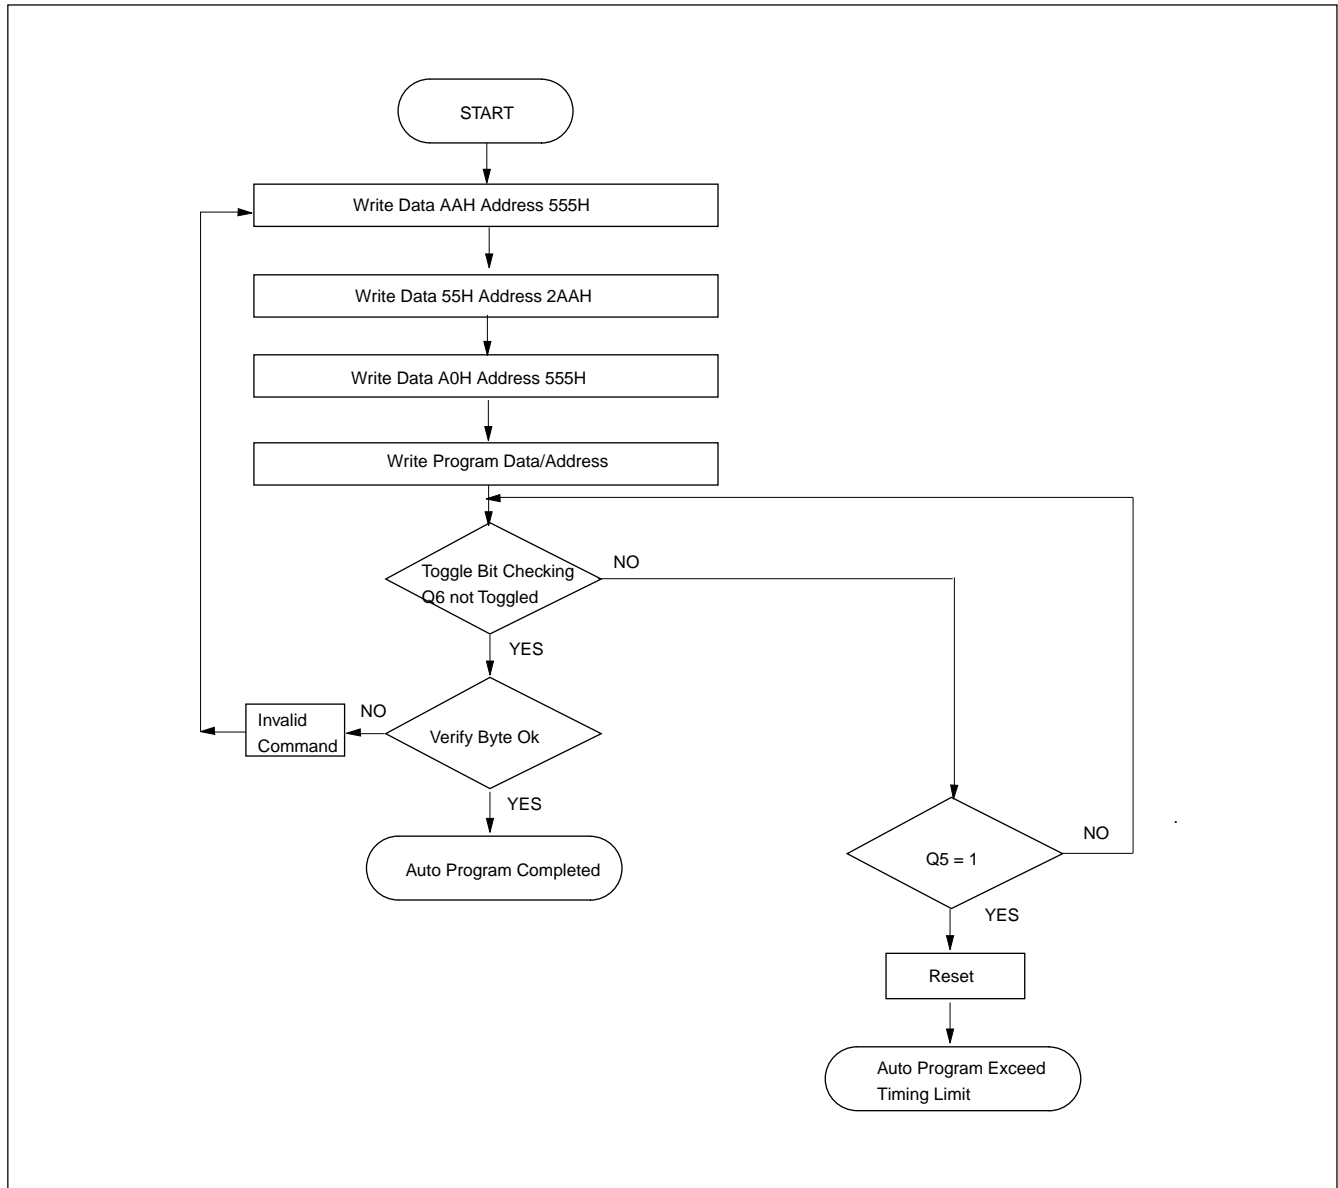 START
Write Data AAH Address 555H
Write Data 55H Address 2AAH
Write Data A0H Address 555H
Write Program Data/Address
Toggle Bit Checking
Q6 not Toggled
NO
YES
Invalid
Command
NO
Verify Byte Ok
YES
Auto Program Completed
Q5 = 1
NO
YES
Reset
Auto Program Exceed
Timing Limit
.